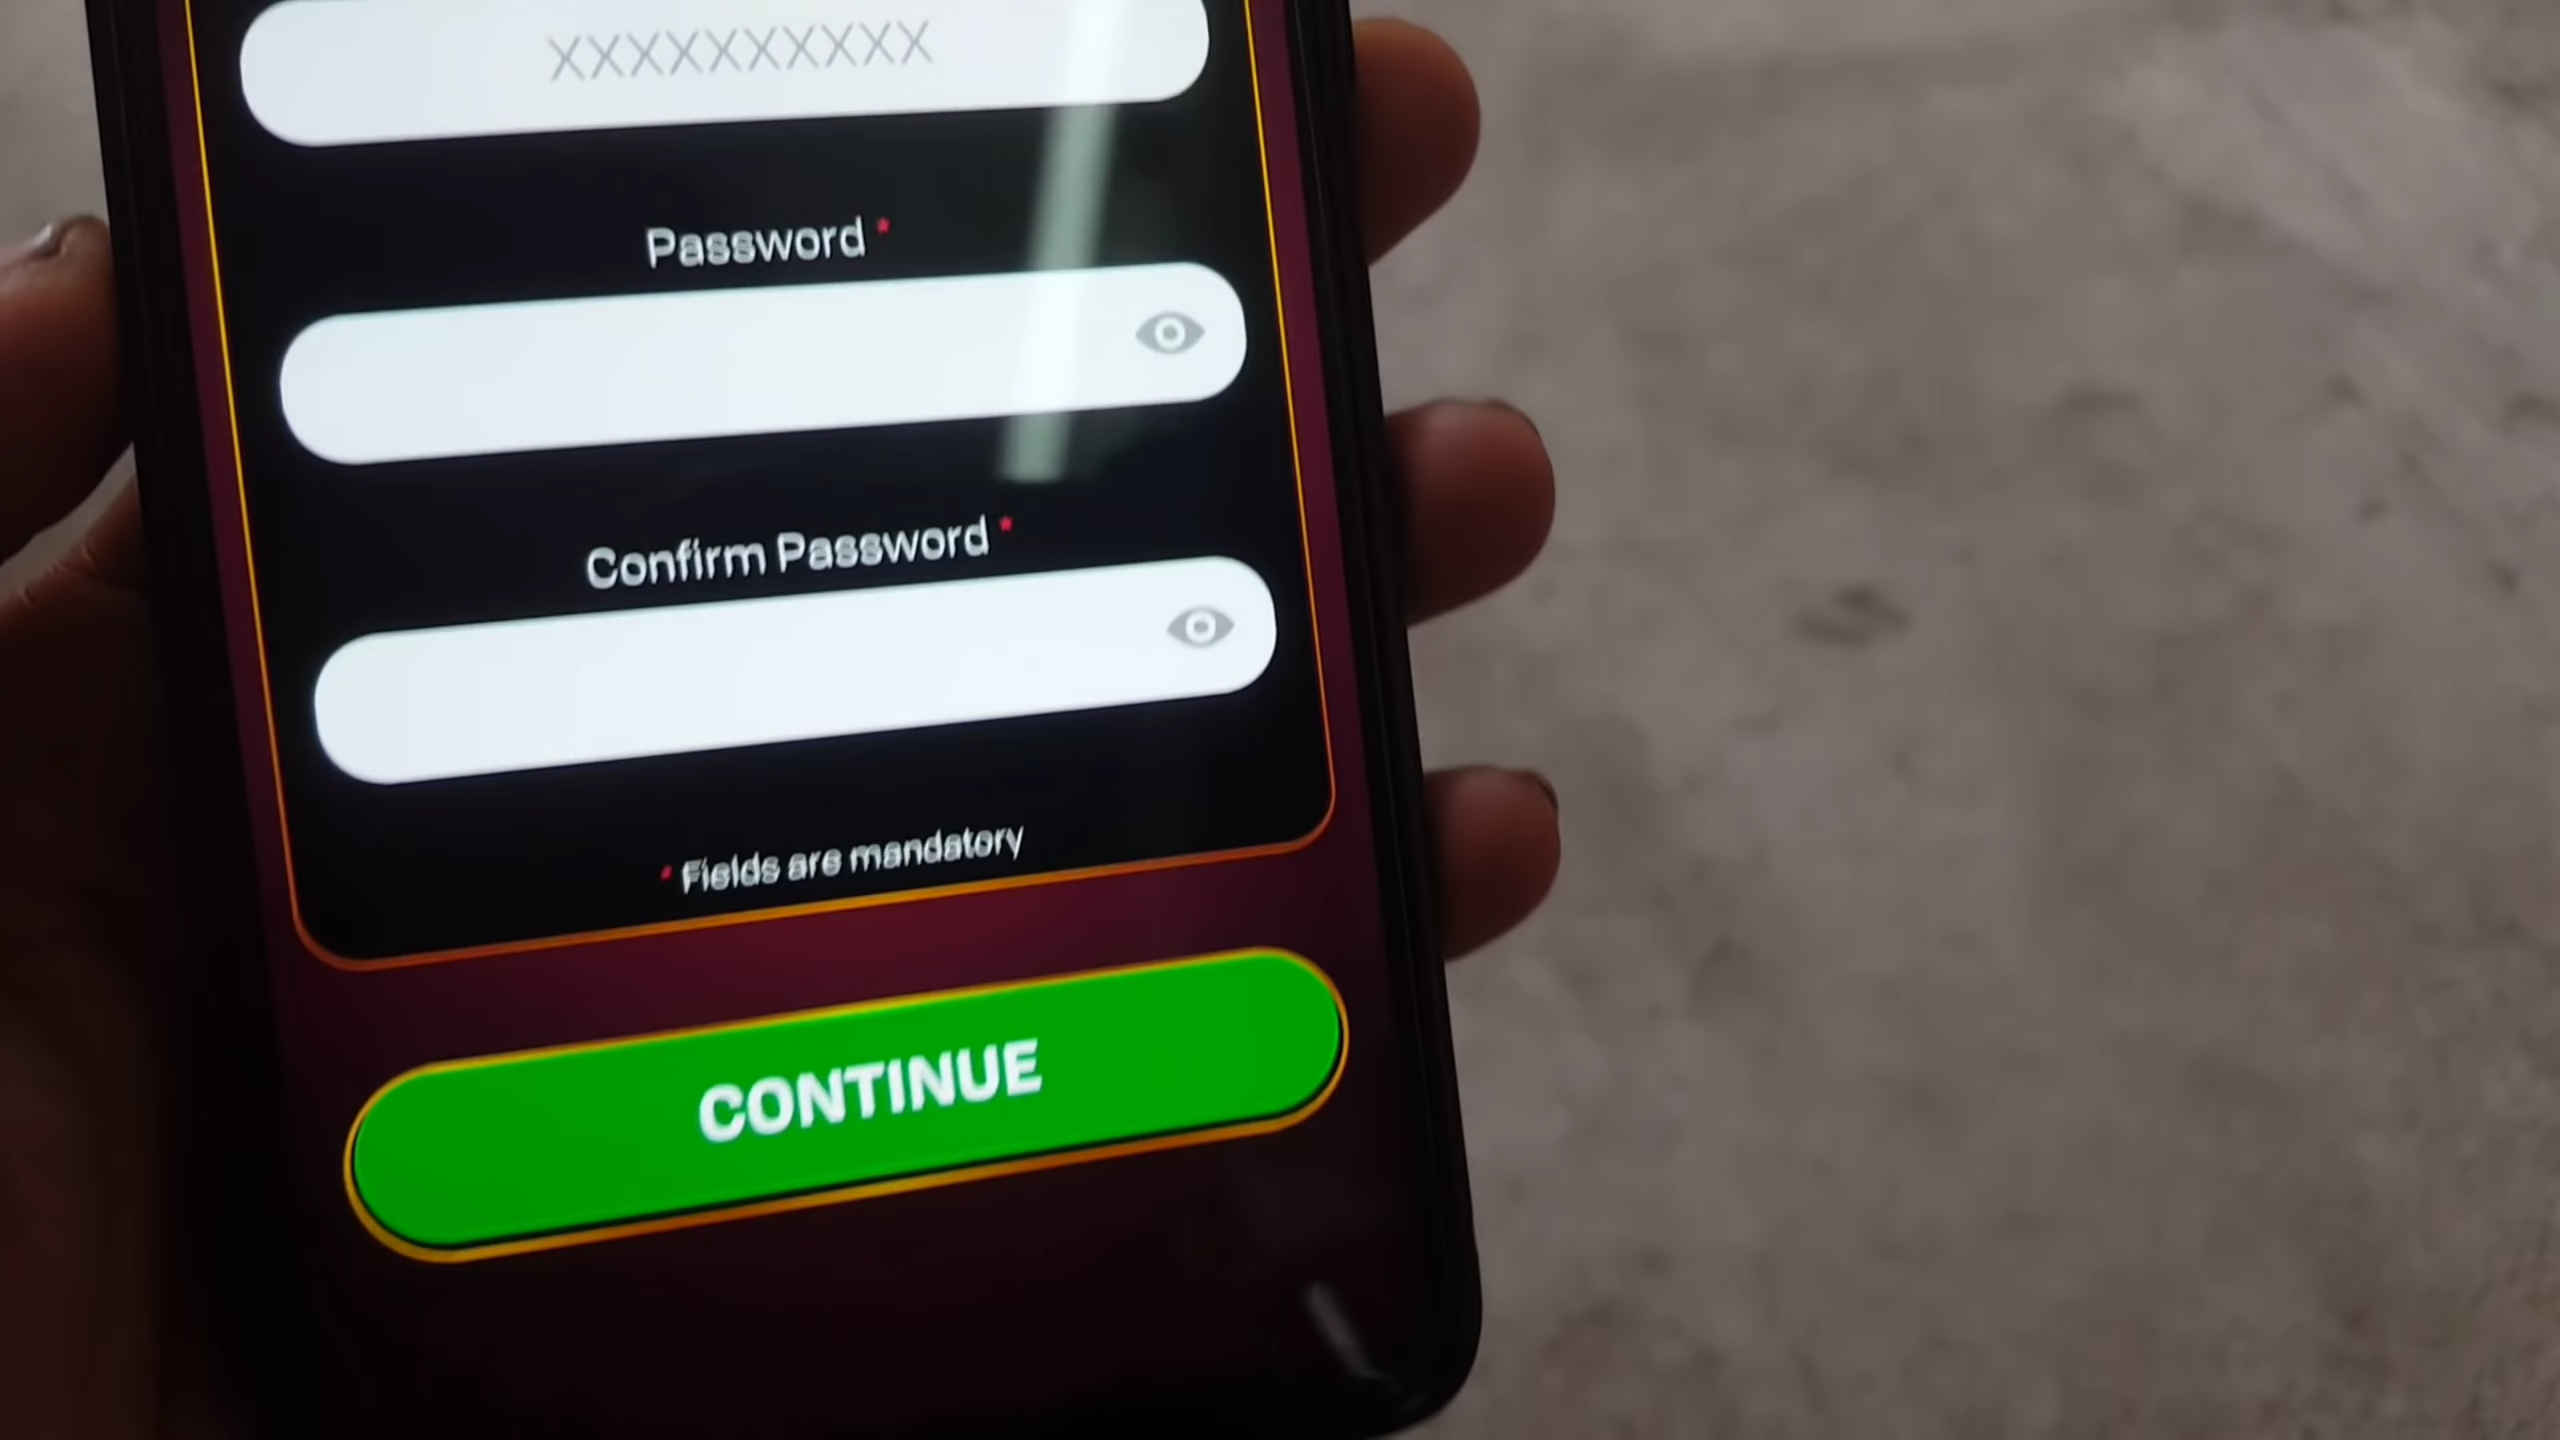 XXXXXXXXXX
Password *
Confirm Password *
* Fields are mandatory
CONTINUE